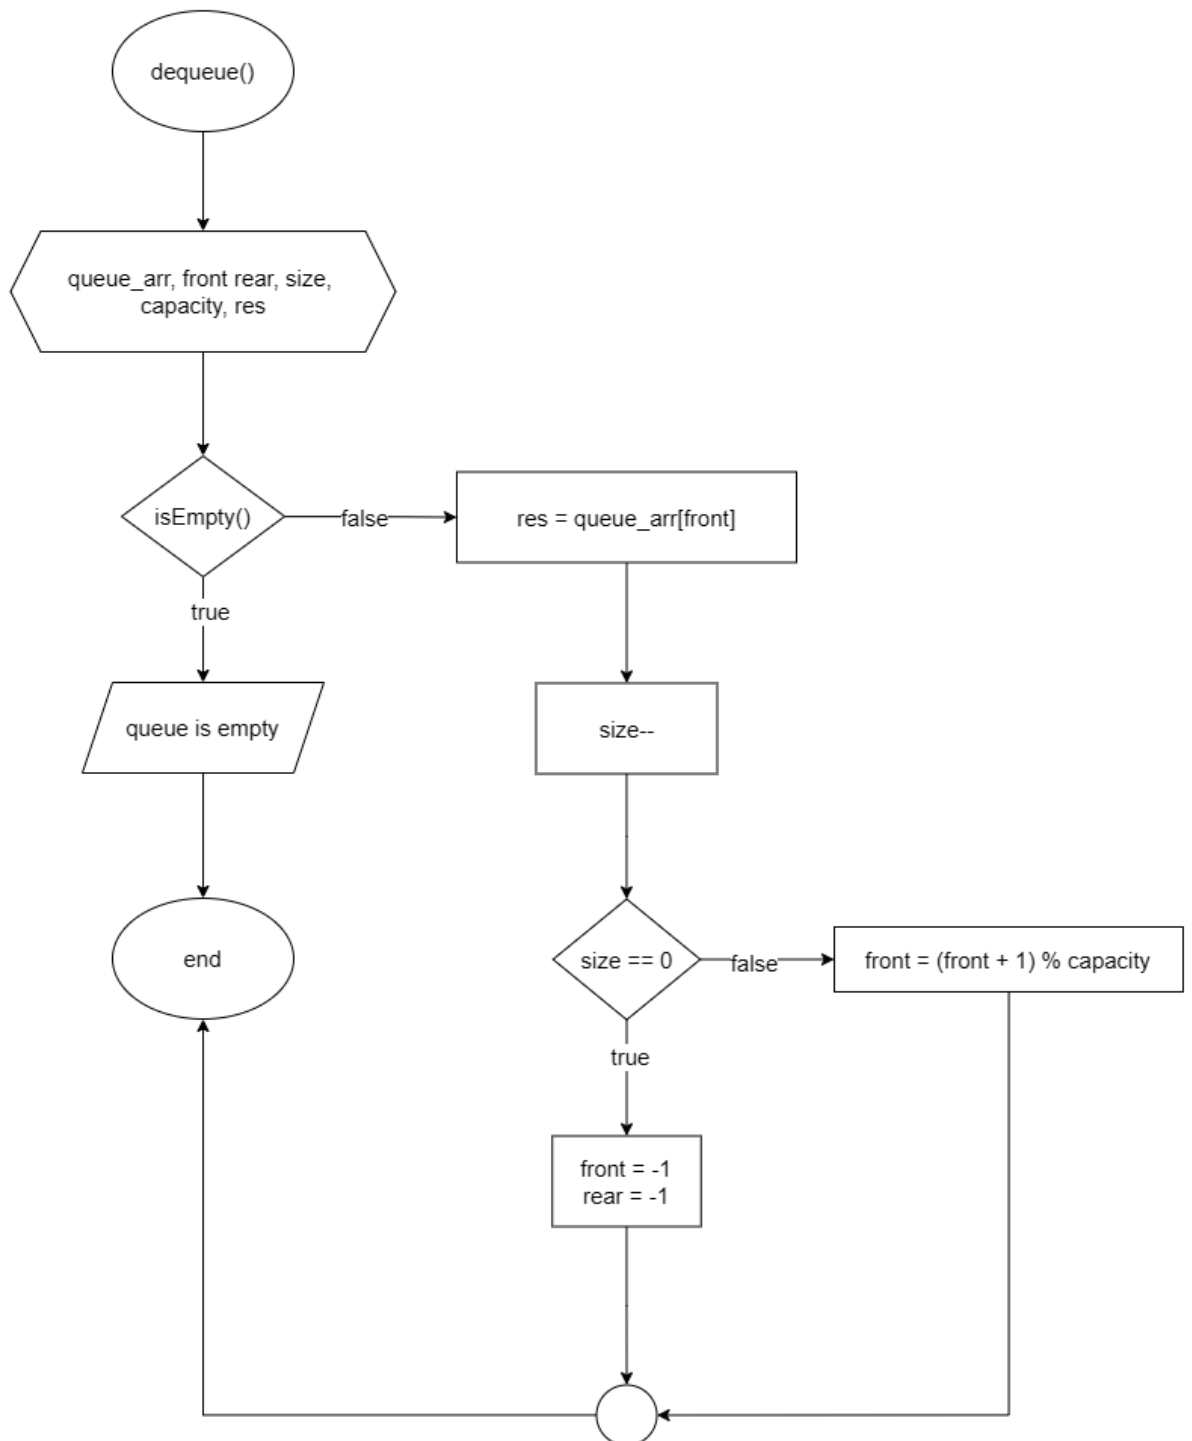 dequeue()
queue_arr, front rear, size,
capacity, res
isEmpty()
false
res = queue_arr[front]
true
queue is empty
size--
end
size == 0
false
front = (front + 1) % capacity
true
front = -1
rear = -1